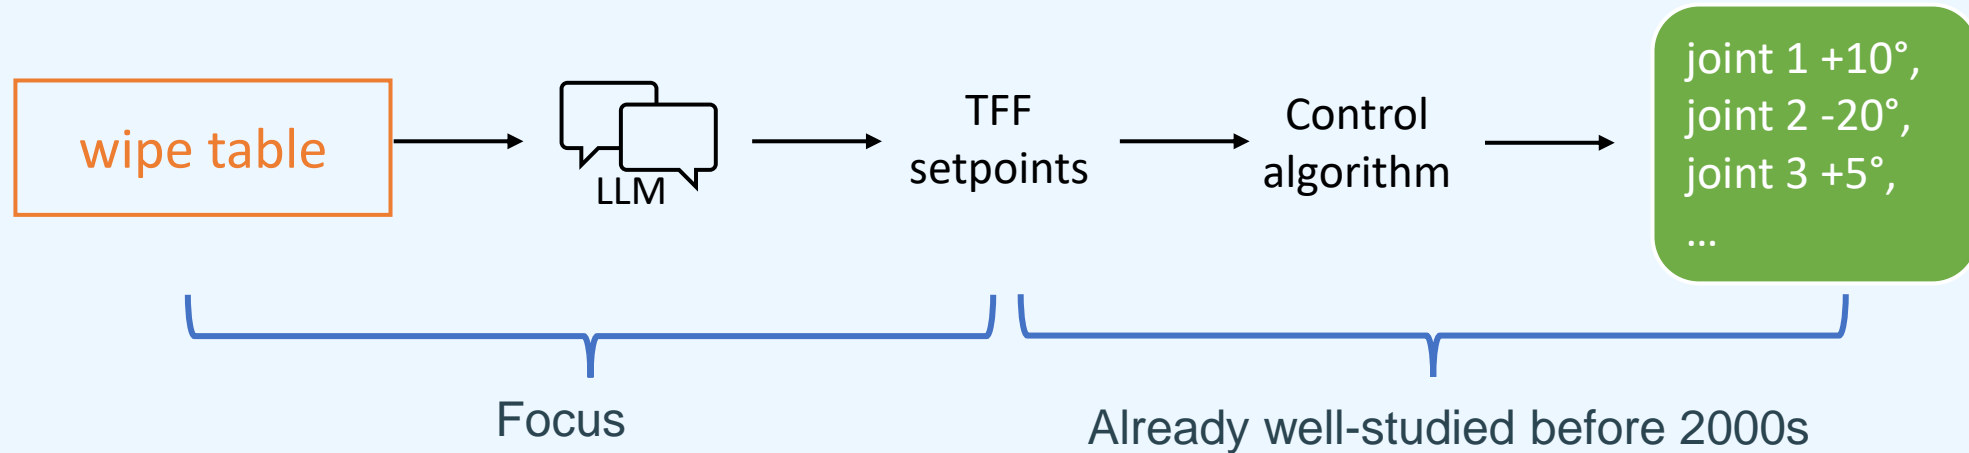 wipe table
LLM
TFF
setpoints
Control
algorithm
joint 1 +10°,
joint 2 -20°,
joint 3 +5°,
...
Focus
Already well-studied before 2000s